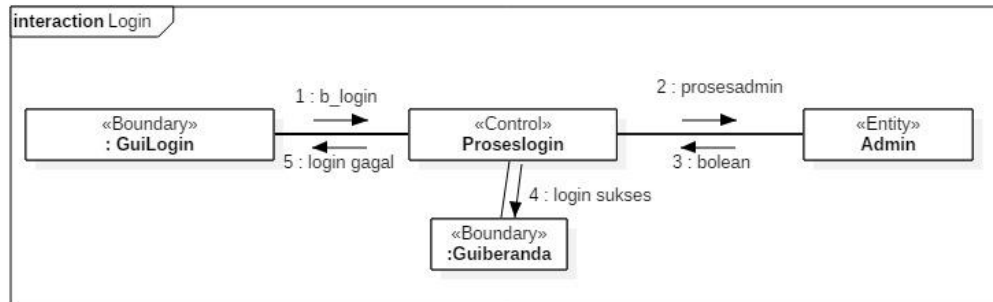 interaction Login
1 : b_login
2 : prosesadmin
«Boundary»
: GuiLogin
«Control»
Proseslogin
«Entity»
Admin
5 : login gagal
3 : bolean
4 : login sukses
«Boundary»
:Guiberanda